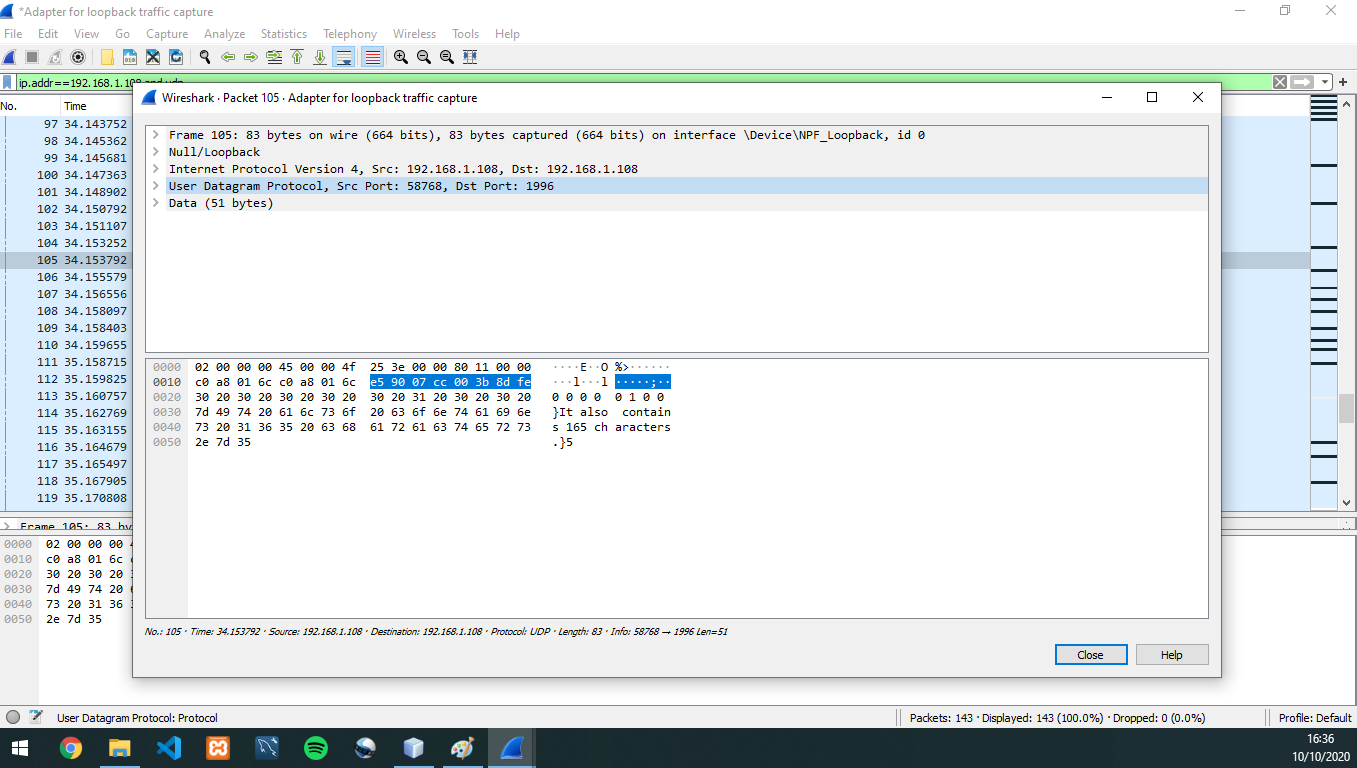 *Adapter for loopback traffic capture
File Edit View Go Capture Analyze Statistics Telephony Wireless Tools Help
ip.addr==192.168.1.108 and udp
No. Time
97 34.143752
98 34.145362
99 34.145681
100 34.147363
101 34.148902
102 34.150792
103 34.151107
104 34.153252
105 34.153792
106 34.155579
107 34.156556
108 34.158097
109 34.158403
110 34.159655
111 35.158715
112 35.159825
113 35.160757
114 35.162769
115 35.163155
116 35.164679
117 35.165497
118 35.167905
119 35.170808
Frame 105: 83 by
0000 02 00 00 00 4
0010 c0 a8 01 6c
0020 30 20 30 20
0030 7d 49 74 20
0040 73 20 31 36
0050 2e 7d 35
Wireshark · Packet 105 · Adapter for loopback traffic capture
Frame 105: 83 bytes on wire (664 bits), 83 bytes captured (664 bits) on interface \Device\NPF_Loopback, id 0
Null/Loopback
Internet Protocol Version 4, Src: 192.168.1.108, Dst: 192.168.1.108
User Datagram Protocol, Src Port: 58768, Dst Port: 1996
Data (51 bytes)
0000 02 00 00 00 45 00 00 4f 25 3e 00 00 80 11 00 00 ····E··O %>······
0010 c0 a8 01 6c c0 a8 01 6c e5 90 07 cc 00 3b 8d fe ···l···l ·····;··
0020 30 20 30 20 30 20 30 20 30 20 31 20 30 20 30 20 0 0 0 0 0 1 0 0
0030 7d 49 74 20 61 6c 73 6f 20 63 6f 6e 74 61 69 6e }It also contain
0040 73 20 31 36 35 20 63 68 61 72 61 63 74 65 72 73 s 165 ch aracters
0050 2e 7d 35 .}5
No.: 105 · Time: 34.153792 · Source: 192.168.1.108 · Destination: 192.168.1.108 · Protocol: UDP · Length: 83 · Info: 58768 → 1996 Len=51
Close Help
User Datagram Protocol: Protocol Packets: 143 · Displayed: 143 (100.0%) · Dropped: 0 (0.0%) Profile: Default
16:36
10/10/2020